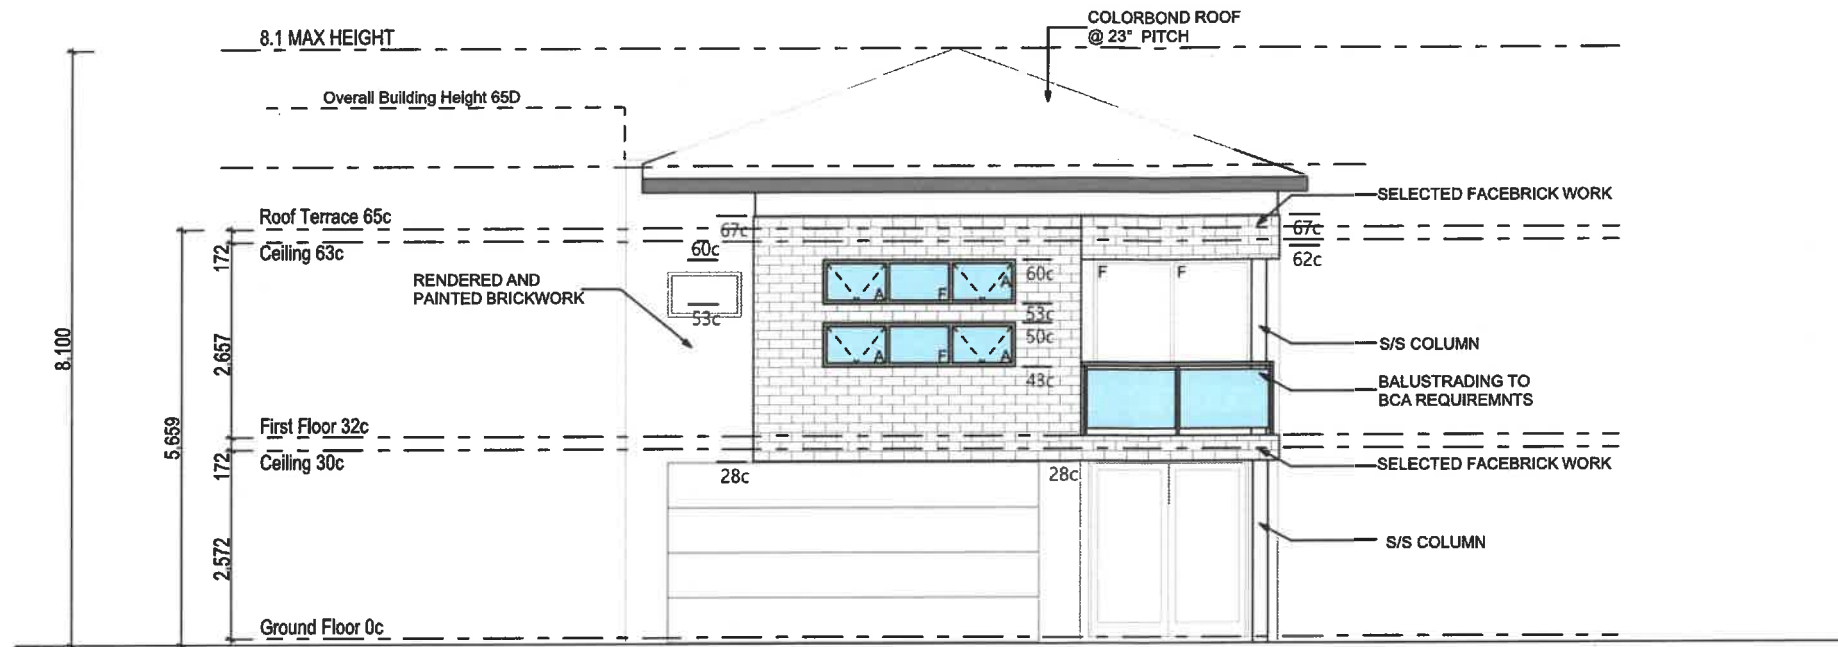 COLORBOND ROOF
@ 23° PITCH
8.1 MAX HEIGHT
Overall Building Height 65D
SELECTED FACEBRICK WORK
Roof Terrace 65c
67c
67c
172
Ceiling 63c
60c
62c
RENDERED AND
PAINTED BRICKWORK
A
F
A
60c
F
F
53c
53c
50c
8.100
2.657
A
F
A
S/S COLUMN
43c
BALUSTRADING TO
BCA REQUIREMNTS
5.659
First Floor 32c
172
Ceiling 30c
SELECTED FACEBRICK WORK
28c
28c
2.572
S/S COLUMN
Ground Floor 0c